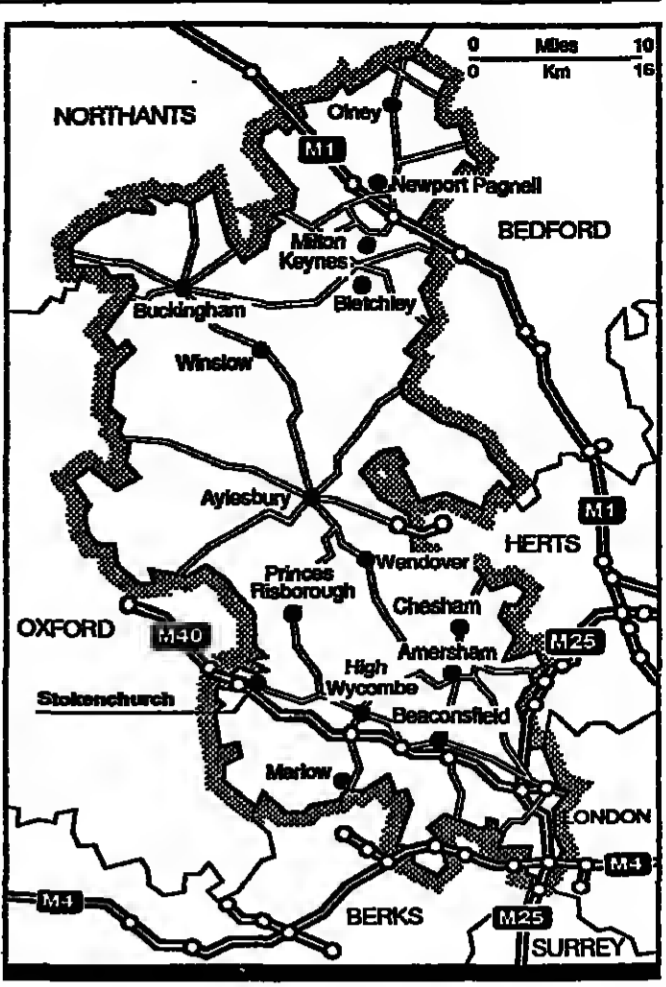 0 Miles 10
0 Km 16
NORTHANTS
Olney
M1
Newport Pagnell
BEDFORD
Milton
Keynes
Bletchley
Buckingham
Winslow
Aylesbury
M1
HERTS
Wendover
Princes
Risborough
Chesham
OXFORD
M40
M25
Amersham
High
Wycombe
Stokenchurch
Beaconsfield
Marlow
LONDON
M4
M4
BERKS
M25
SURREY